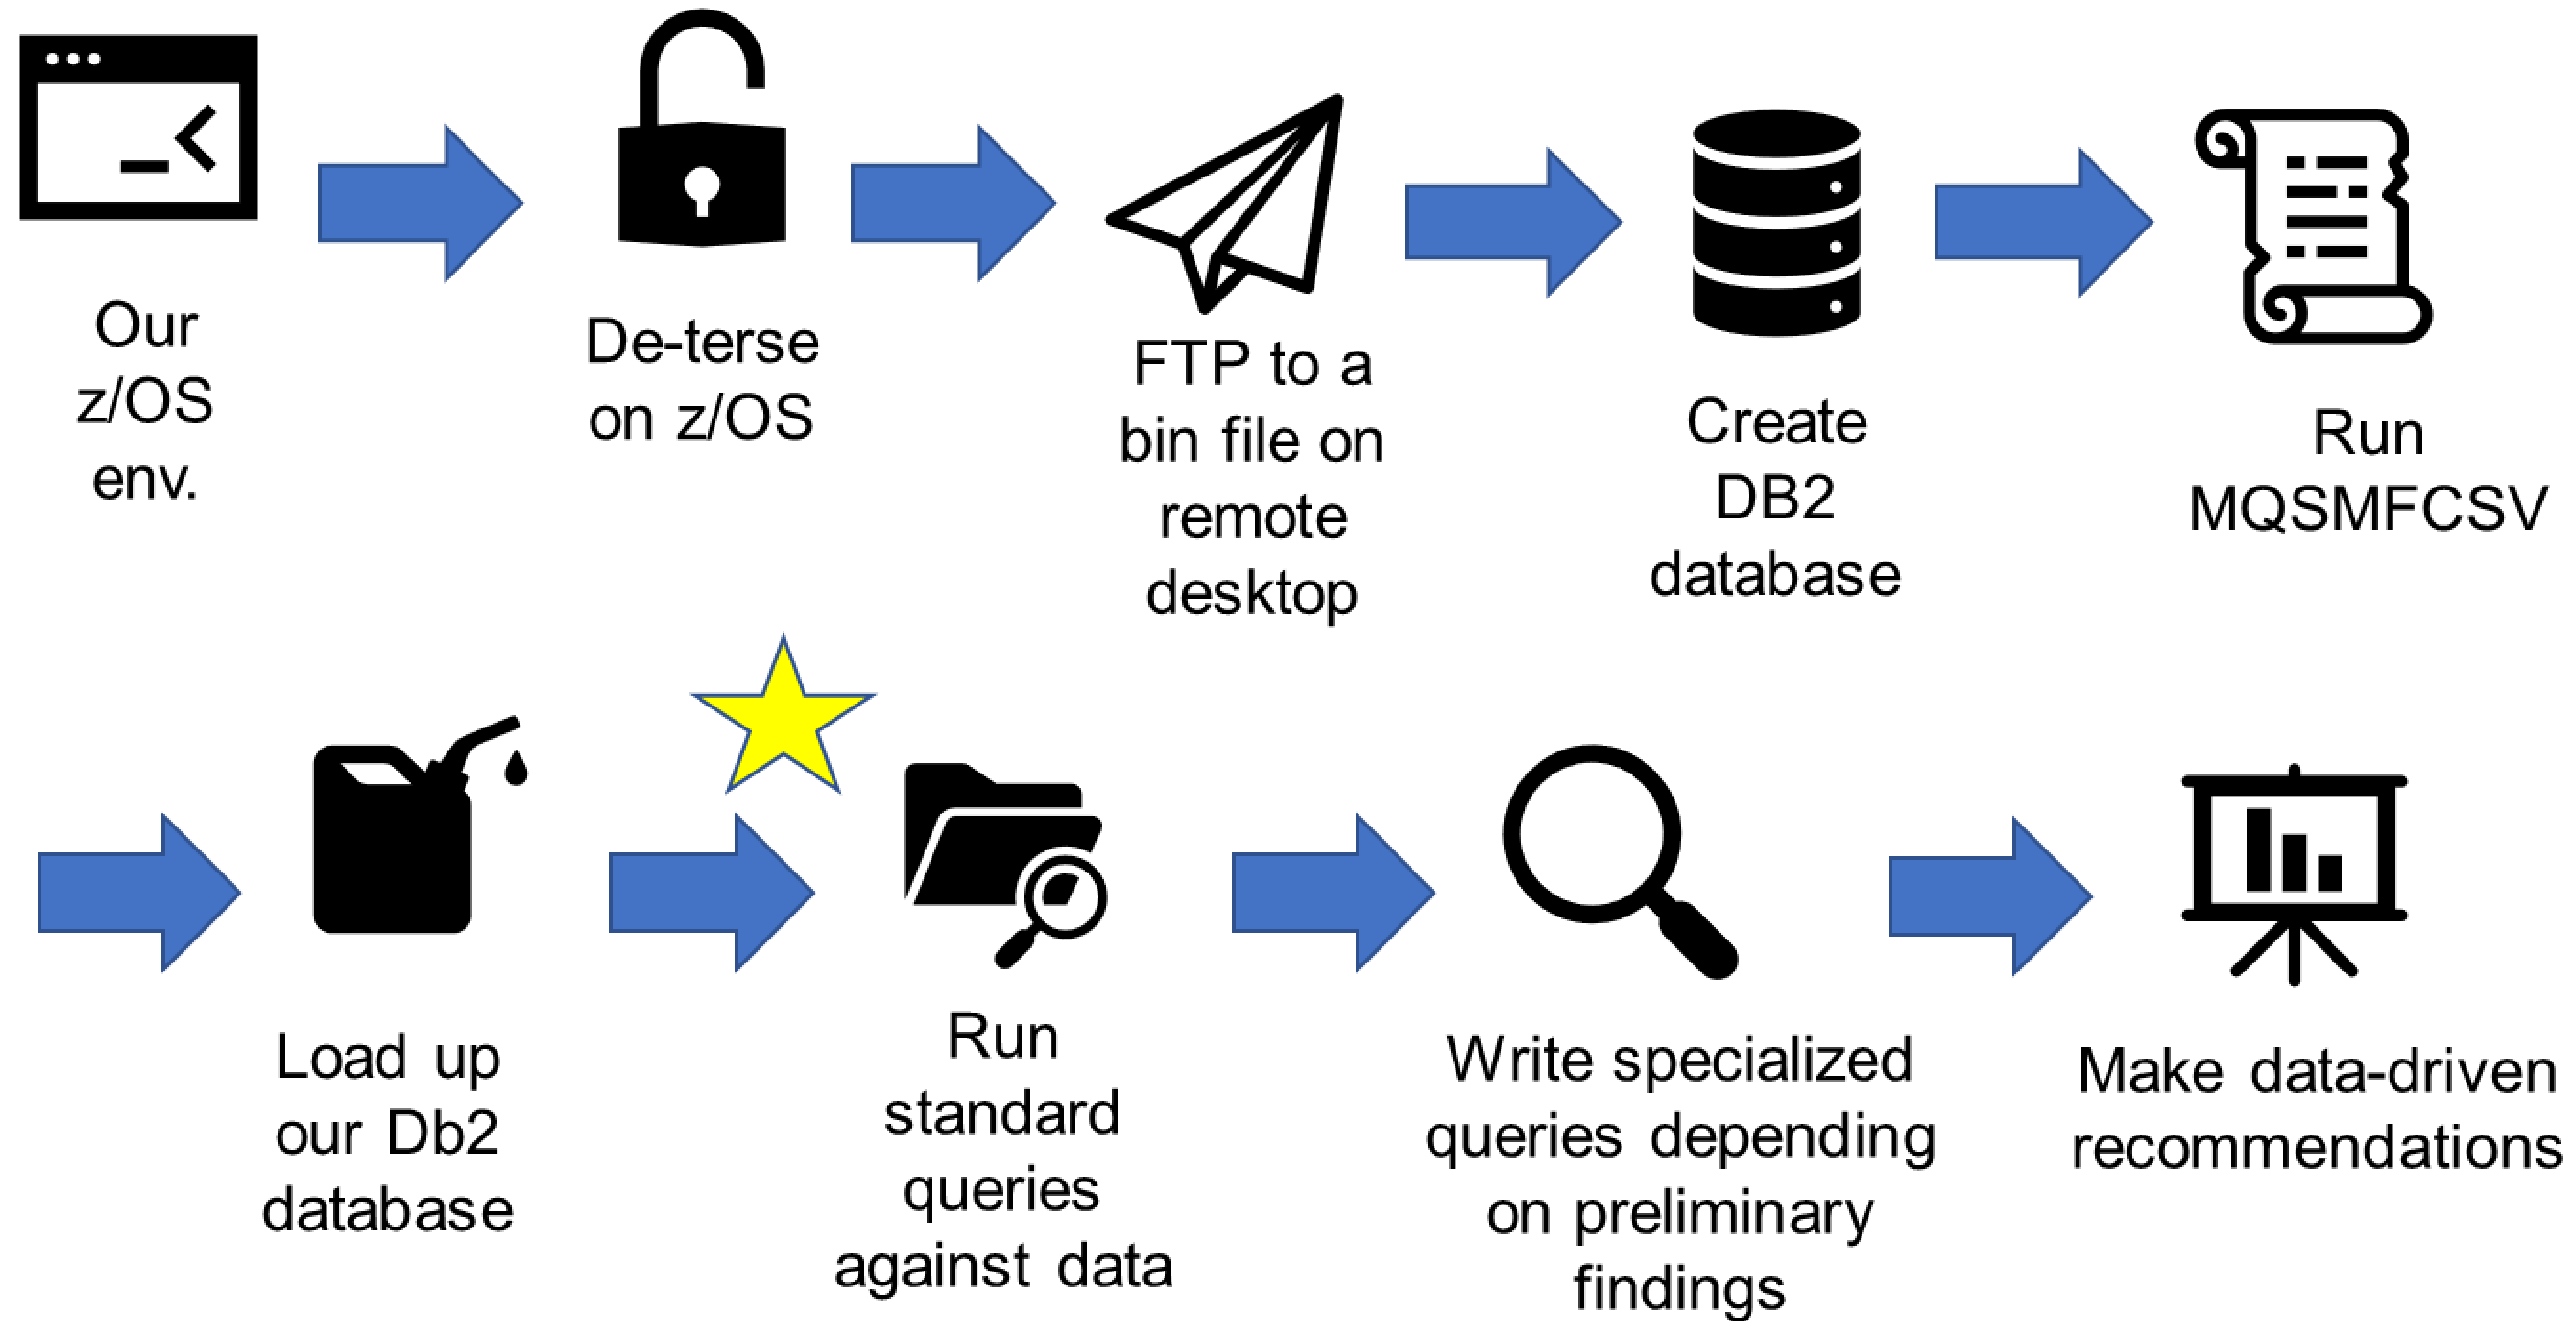 Our
z/OS
env.
De-terse
on z/OS
FTP to a
bin file on
remote
desktop
Create
DB2
database
Run
MQSMFCSV
Load up
our Db2
database
Run
standard
queries
against data
Write specialized
queries depending
on preliminary
findings
Make data-driven
recommendations